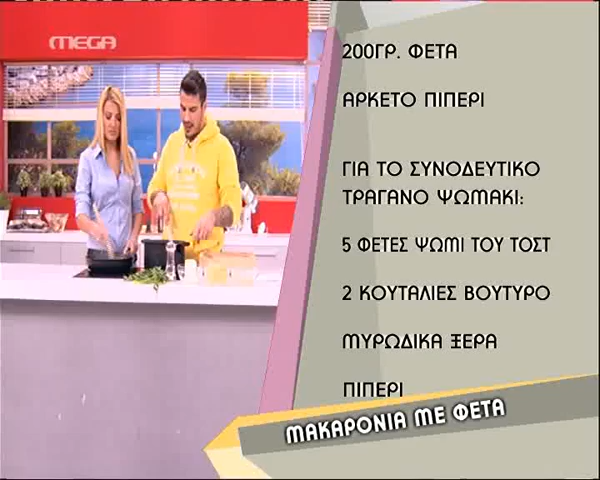 MEGA
200ΓΡ. ΦΕΤΑ
ΑΡΚΕΤΟ ΠΙΠΕΡΙ
ΓΙΑ ΤΟ ΣΥΝΟΔΕΥΤΙΚΟ
ΤΡΑΓΑΝΟ ΨΩΜΑΚΙ:
5 ΦΕΤΕΣ ΨΩΜΙ ΤΟΥ ΤΟΣΤ
2 ΚΟΥΤΑΛΙΕΣ ΒΟΥΤΥΡΟ
ΜΥΡΩΔΙΚΑ ΞΕΡΑ
ΠΙΠΕΡΙ
ΜΑΚΑΡΟΝΙΑ ΜΕ ΦΕΤΑ